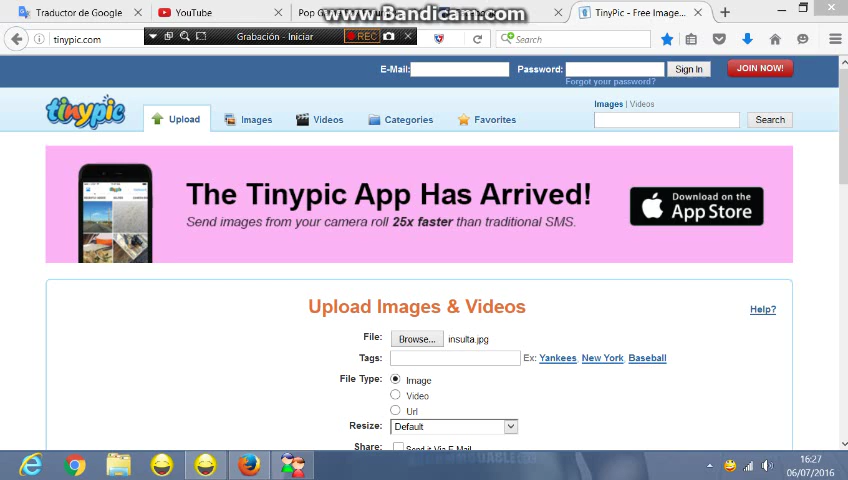 www.Bandicam.com
Traductor de Google
YouTube
Pop G
TinyPic - Free Image...
tinypic.com
Grabación - Iniciar
REC
Search
E-Mail:
Password:
Sign In
JOIN NOW!
Forgot your password?
tinypic
Upload
Images
Videos
Categories
Favorites
Images | Videos
Search
The Tinypic App Has Arrived!
Send images from your camera roll 25x faster than traditional SMS.
Download on the
App Store
Upload Images & Videos
Help?
File:
Browse...
insulta.jpg
Tags:
Ex: Yankees, New York, Baseball
File Type:
Image
Video
Url
Resize:
Default
Share:
Send it Via E-Mail
16:27
06/07/2016